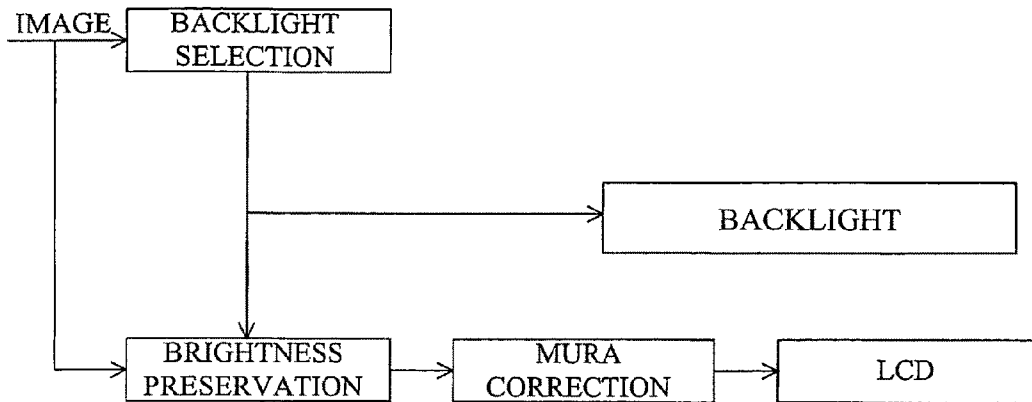 IMAGE
BACKLIGHT
SELECTION
BACKLIGHT
BRIGHTNESS
PRESERVATION
MURA
CORRECTION
LCD